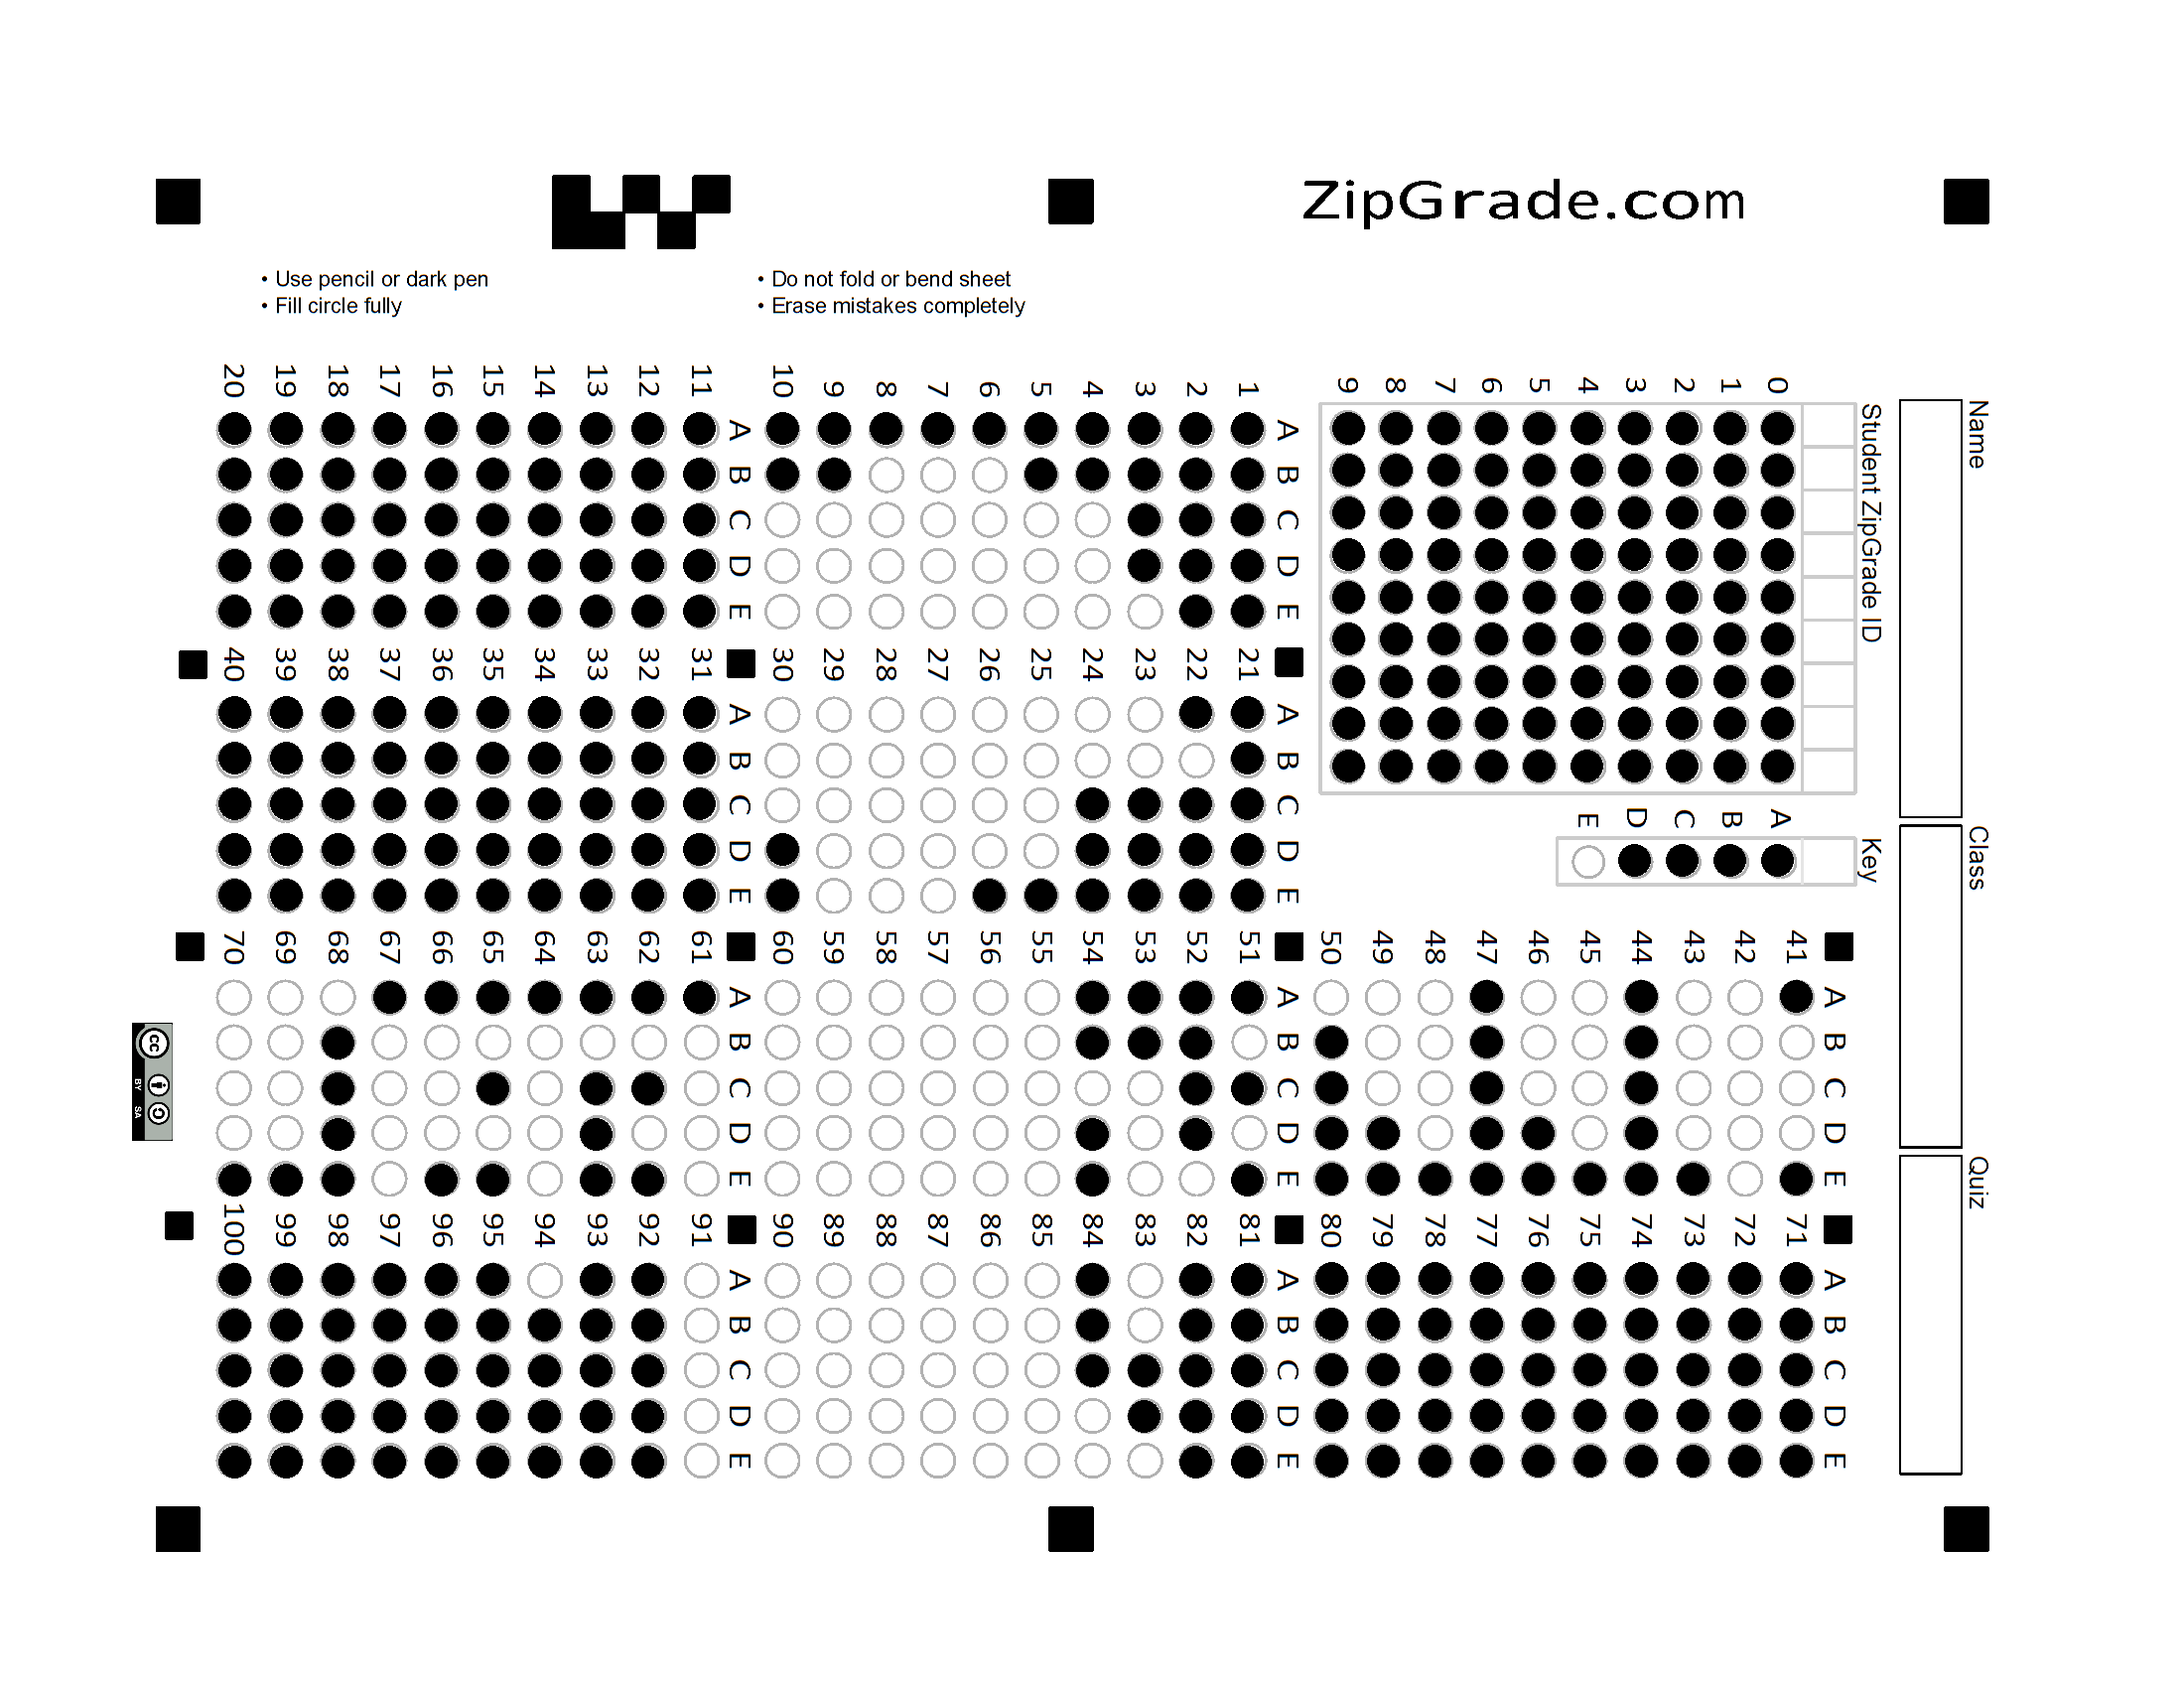 ZipGrade.com
• Use pencil or dark pen
• Fill circle fully
• Do not fold or bend sheet
• Erase mistakes completely
Name
Class
Quiz
Student ZipGrade ID
0 1 2 3 4 5 6 7 8 9
Key
A B C D E
A B C D E
1 2 3 4 5 6 7 8 9 10
A B C D E
11 12 13 14 15 16 17 18 19 20
A B C D E
21 22 23 24 25 26 27 28 29 30
A B C D E
31 32 33 34 35 36 37 38 39 40
A B C D E
41 42 43 44 45 46 47 48 49 50
A B C D E
51 52 53 54 55 56 57 58 59 60
A B C D E
61 62 63 64 65 66 67 68 69 70
A B C D E
71 72 73 74 75 76 77 78 79 80
A B C D E
81 82 83 84 85 86 87 88 89 90
A B C D E
91 92 93 94 95 96 97 98 99 100
cc
BY SA